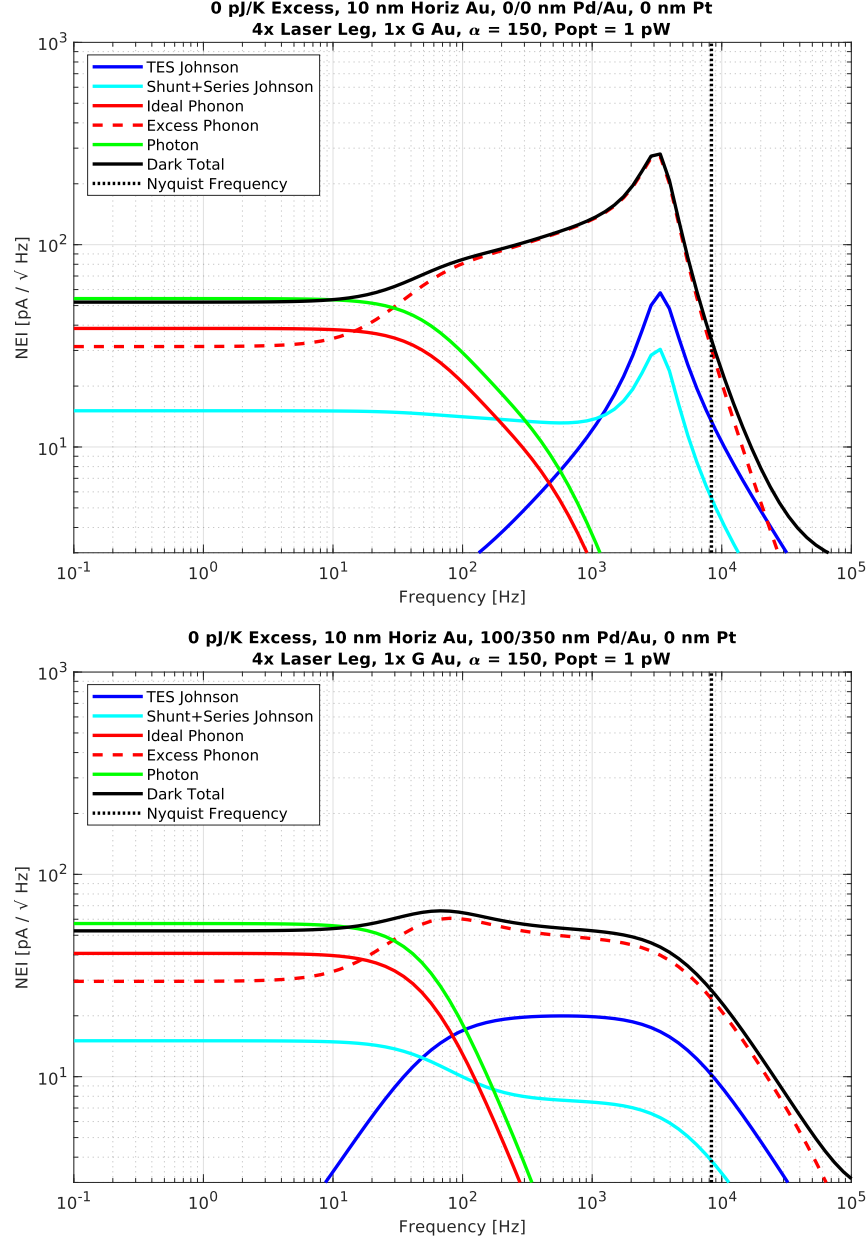 0 pJ/K Excess, 10 nm Horiz Au, 0/0 nm Pd/Au, 0 nm Pt
4x Laser Leg, 1x G Au, α = 150, Popt = 1 pW
NEI [pA / √ Hz]
10³
10²
10¹
TES Johnson
Shunt+Series Johnson
Ideal Phonon
Excess Phonon
Photon
Dark Total
Nyquist Frequency
10⁻¹ 10⁰ 10¹ 10² 10³ 10⁴ 10⁵
Frequency [Hz]
0 pJ/K Excess, 10 nm Horiz Au, 100/350 nm Pd/Au, 0 nm Pt
4x Laser Leg, 1x G Au, α = 150, Popt = 1 pW
NEI [pA / √ Hz]
10³
10²
10¹
TES Johnson
Shunt+Series Johnson
Ideal Phonon
Excess Phonon
Photon
Dark Total
Nyquist Frequency
10⁻¹ 10⁰ 10¹ 10² 10³ 10⁴ 10⁵
Frequency [Hz]